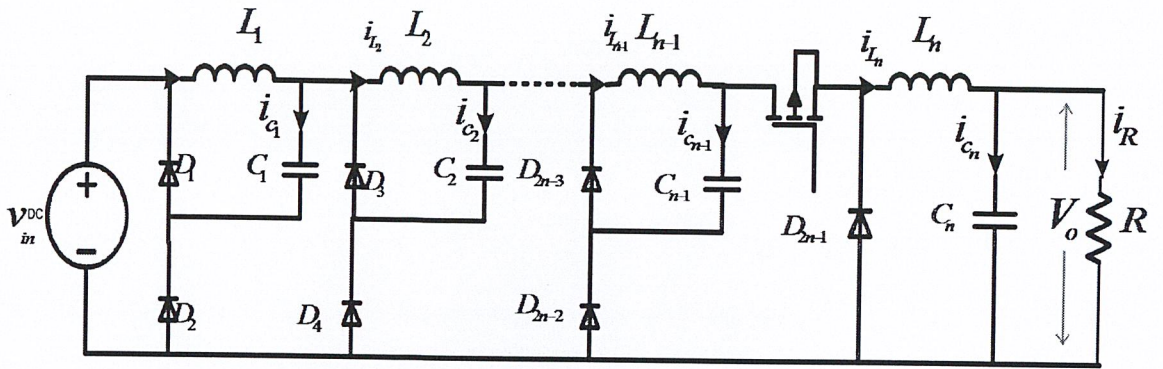 L1
iL2
L2
iLn-1
Ln-1
iLn
Ln
ic1
ic2
icn-1
icn
iR
D1
C1
D3
C2
D2n-3
Cn-1
D2n-1
Cn
Vo
R
+
vinDC
−
D2
D4
D2n-2